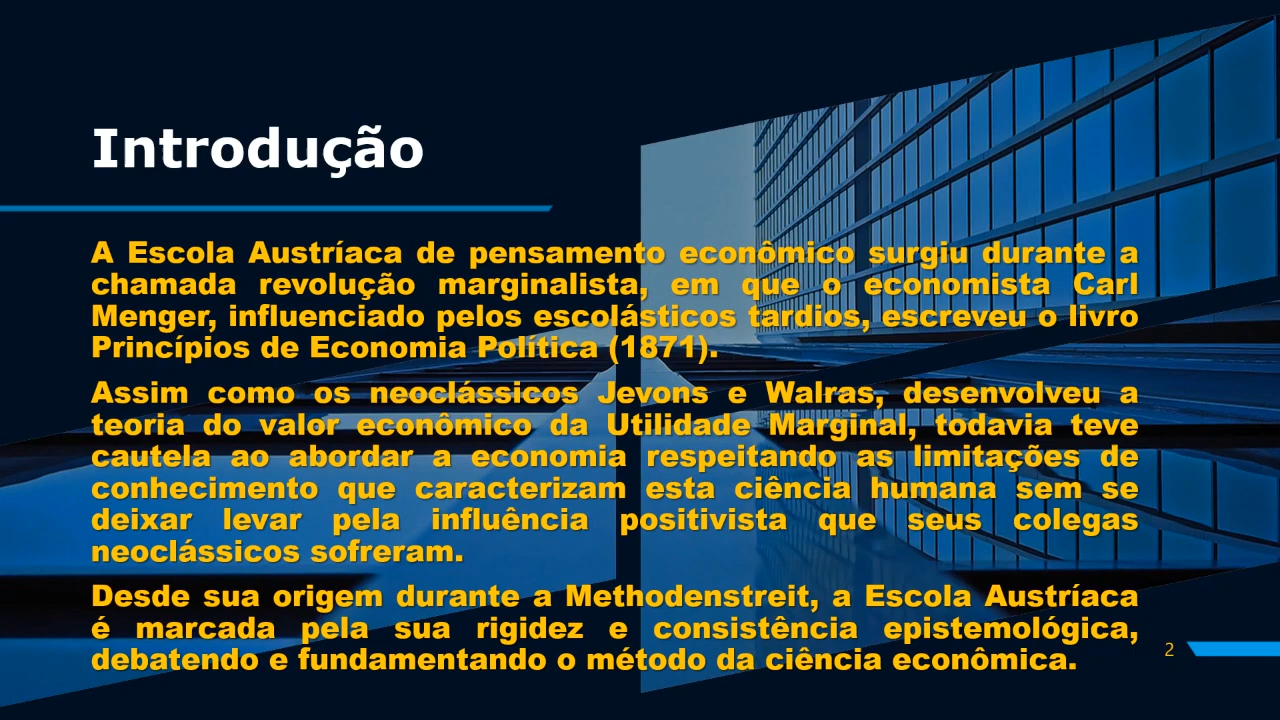 Introdução
A Escola Austríaca de pensamento econômico surgiu durante a
chamada revolução marginalista, em que o economista Carl
Menger, influenciado pelos escolásticos tardios, escreveu o livro
Princípios de Economia Política (1871).
Assim como os neoclássicos Jevons e Walras, desenvolveu a
teoria do valor econômico da Utilidade Marginal, todavia teve
cautela ao abordar a economia respeitando as limitações de
conhecimento que caracterizam esta ciência humana sem se
deixar levar pela influência positivista que seus colegas
neoclássicos sofreram.
Desde sua origem durante a Methodenstreit, a Escola Austríaca
é marcada pela sua rigidez e consistência epistemológica,
debatendo e fundamentando o método da ciência econômica.
2